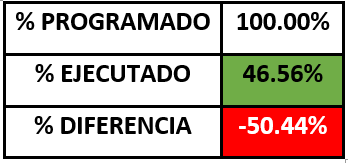 % PROGRAMADO 100.00%
% EJECUTADO 46.56%
% DIFERENCIA -50.44%